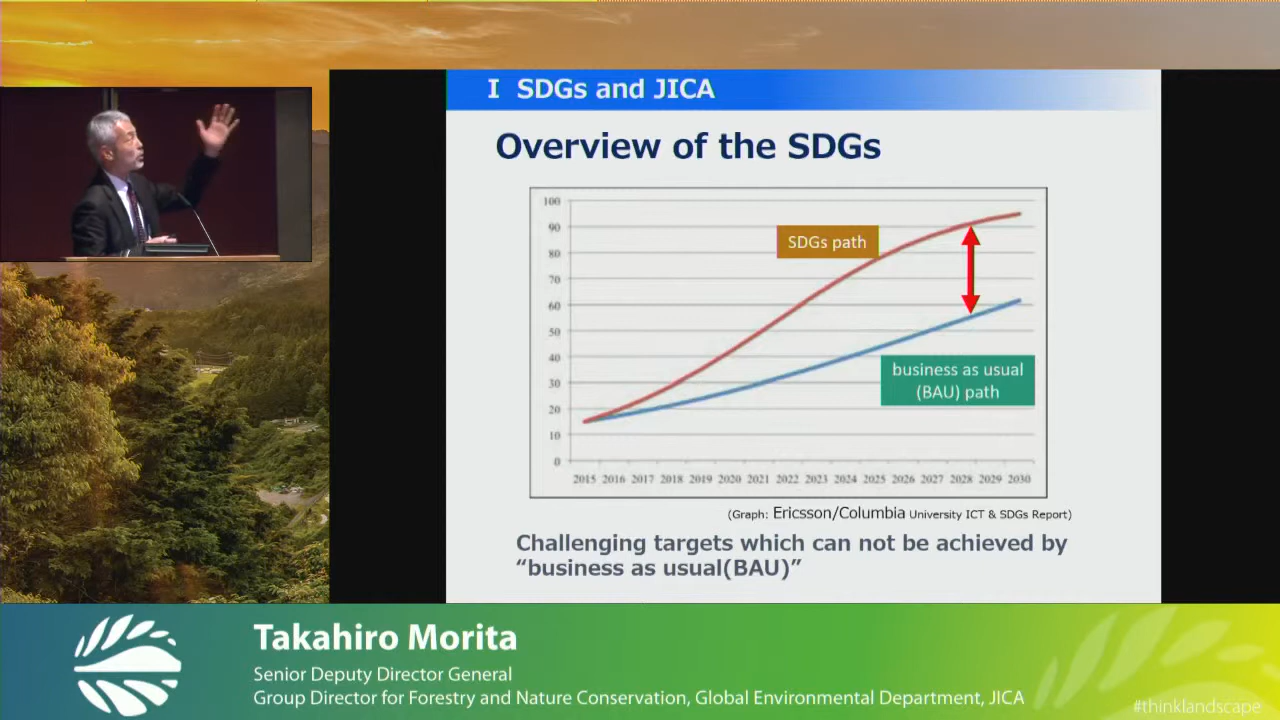 I SDGs and JICA
Overview of the SDGs
100
90
80
70
60
50
40
30
20
10
0
SDGs path
business as usual
(BAU) path
2015 2016 2017 2018 2019 2020 2021 2022 2023 2024 2025 2026 2027 2028 2029 2030
(Graph: Ericsson/Columbia University ICT & SDGs Report)
Challenging targets which can not be achieved by
“business as usual(BAU)”
Takahiro Morita
Senior Deputy Director General
Group Director for Forestry and Nature Conservation, Global Environmental Department, JICA
#thinklandscape